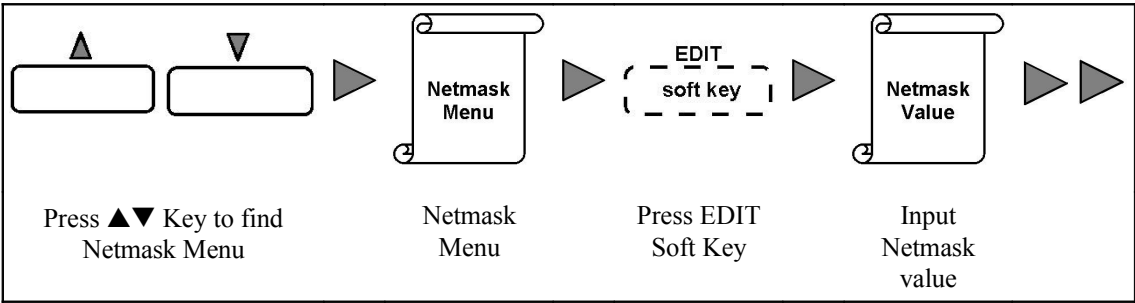 Netmask
Menu
EDIT
soft key
Netmask
Value
Press ▲▼ Key to find
Netmask Menu
Netmask
Menu
Press EDIT
Soft Key
Input
Netmask
value